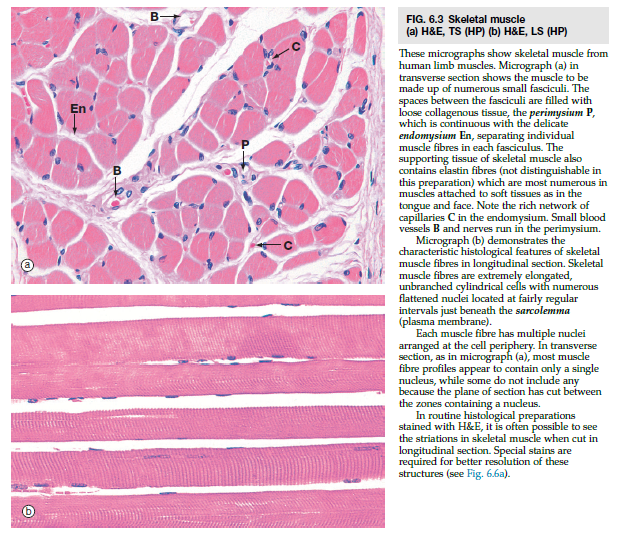 B
C
En
P
B
C
a
b
FIG. 6.3 Skeletal muscle
(a) H&E, TS (HP) (b) H&E, LS (HP)
These micrographs show skeletal muscle from
human limb muscles. Micrograph (a) in
transverse section shows the muscle to be
made up of numerous small fasciculi. The
spaces between the fasciculi are filled with
loose collagenous tissue, the perimysium P,
which is continuous with the delicate
endomysium En, separating individual
muscle fibres in each fasciculus. The
supporting tissue of skeletal muscle also
contains elastin fibres (not distinguishable in
this preparation) which are most numerous in
muscles attached to soft tissues as in the
tongue and face. Note the rich network of
capillaries C in the endomysium. Small blood
vessels B and nerves run in the perimysium.
Micrograph (b) demonstrates the
characteristic histological features of skeletal
muscle fibres in longitudinal section. Skeletal
muscle fibres are extremely elongated,
unbranched cylindrical cells with numerous
flattened nuclei located at fairly regular
intervals just beneath the sarcolemma
(plasma membrane).
Each muscle fibre has multiple nuclei
arranged at the cell periphery. In transverse
section, as in micrograph (a), most muscle
fibre profiles appear to contain only a single
nucleus, while some do not include any
because the plane of section has cut between
the zones containing a nucleus.
In routine histological preparations
stained with H&E, it is often possible to see
the striations in skeletal muscle when cut in
longitudinal section. Special stains are
required for better resolution of these
structures (see Fig. 6.6a).